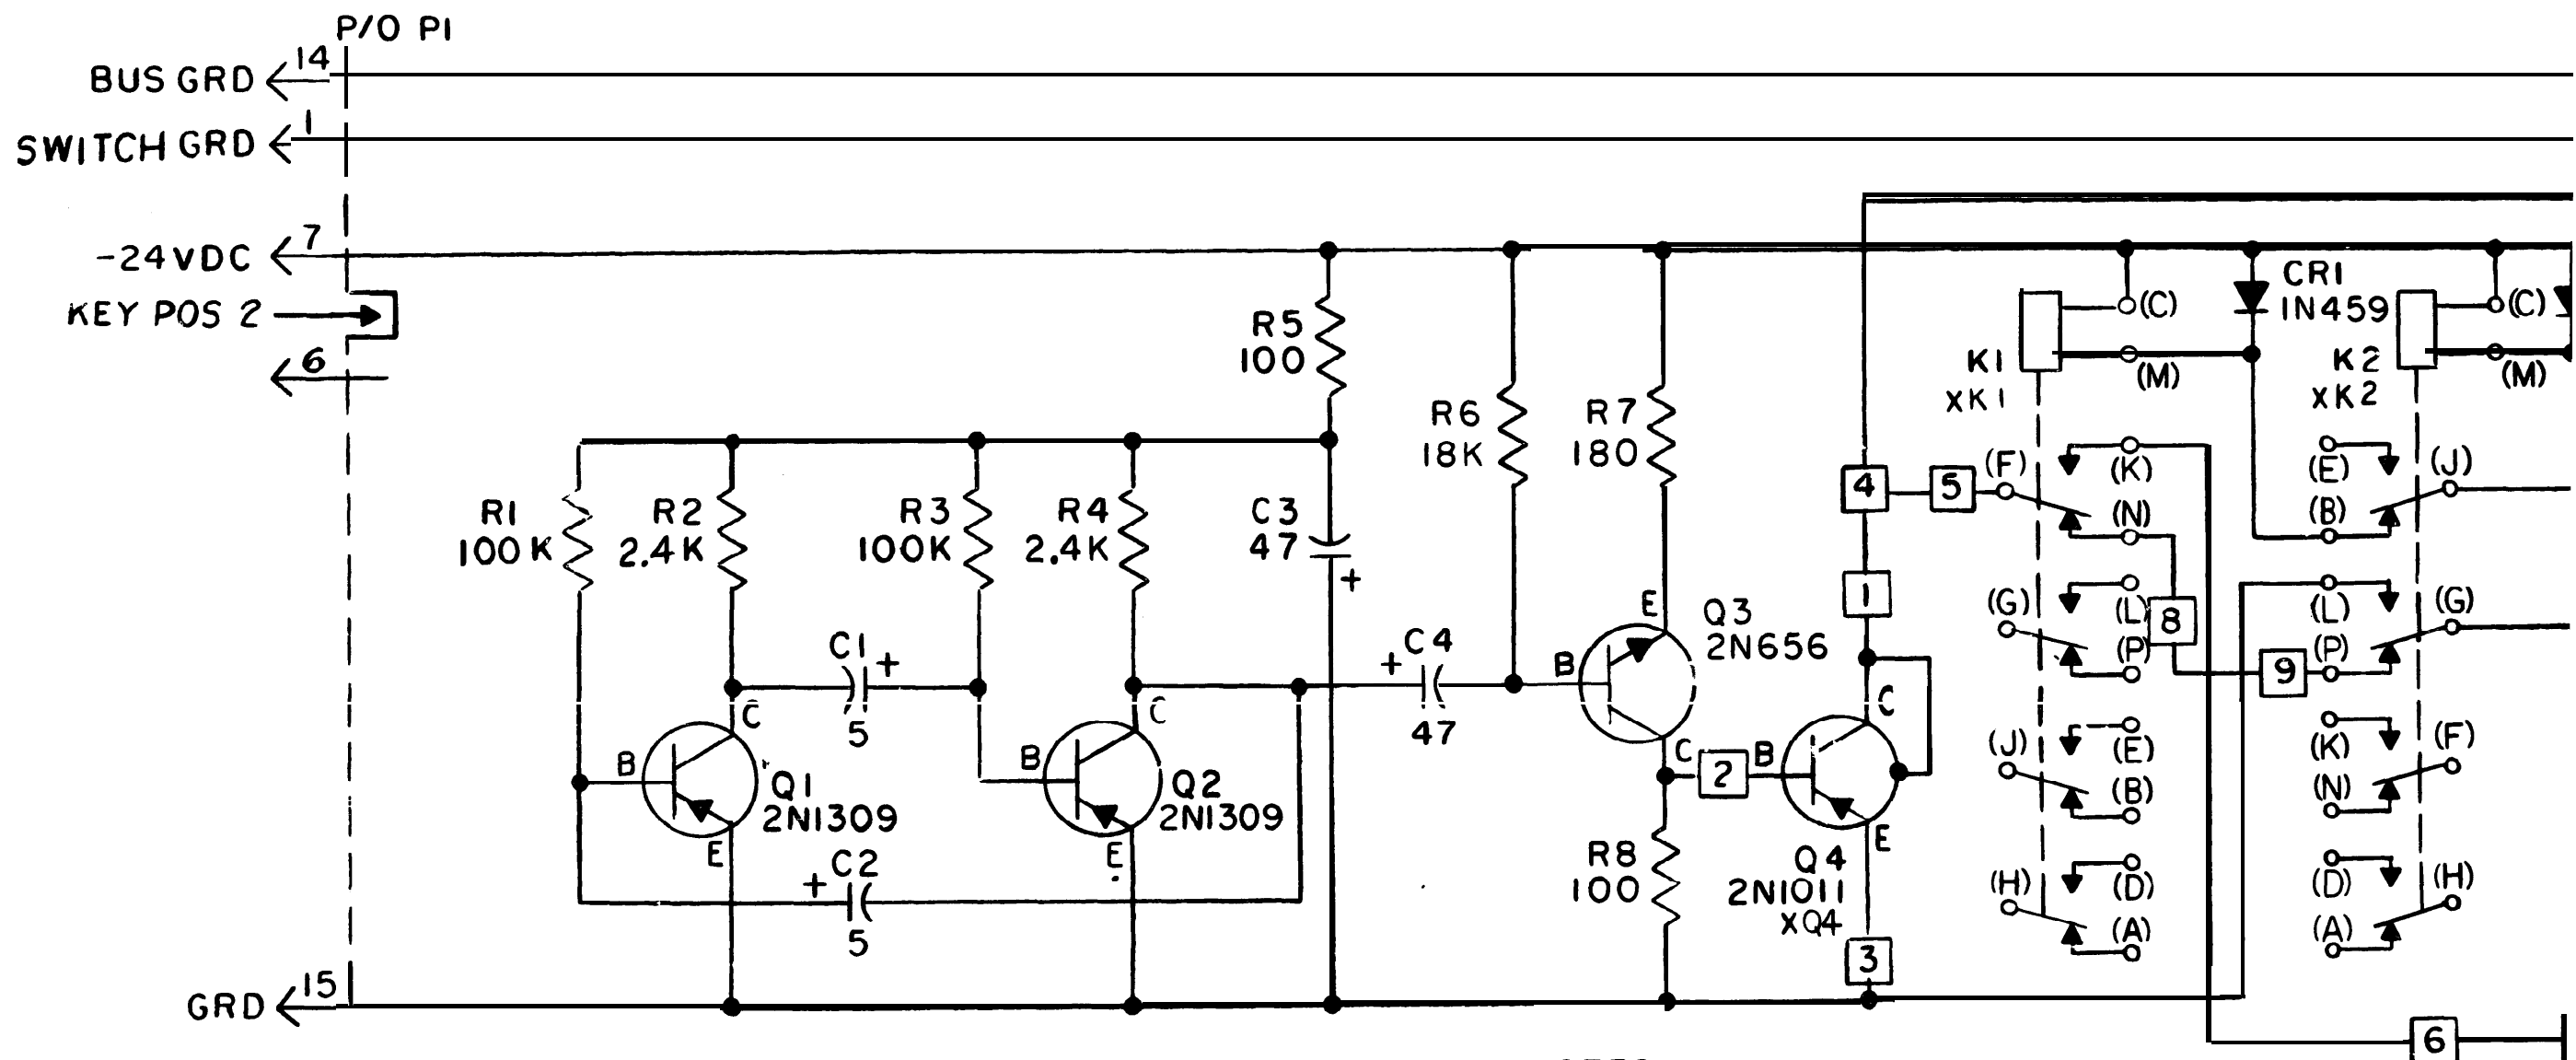 P/O P1
BUS GRD 14
SWITCH GRD 1
-24VDC 7
KEY POS 2
6
R5
100
R6
18K
R7
180
R1
100K
R2
2.4K
R3
100K
R4
2.4K
C3
47
+
C1
+
5
C
B
Q1
2N1309
E
C2
+
5
C
B
Q2
2N1309
E
C4
+
47
E
Q3
2N656
B
C
2
B
C
E
Q4
2N1011
XQ4
R8
100
4
5
1
3
GRD 15
K1
XK1
(C)
(M)
CR1
1N459
K2
XK2
(C)
(M)
(F)
(K)
(N)
(G)
(L)
(P)
8
(J)
(E)
(B)
(H)
(D)
(A)
(E)
(J)
(B)
(L)
(G)
(P)
9
(K)
(F)
(N)
(D)
(H)
(A)
6